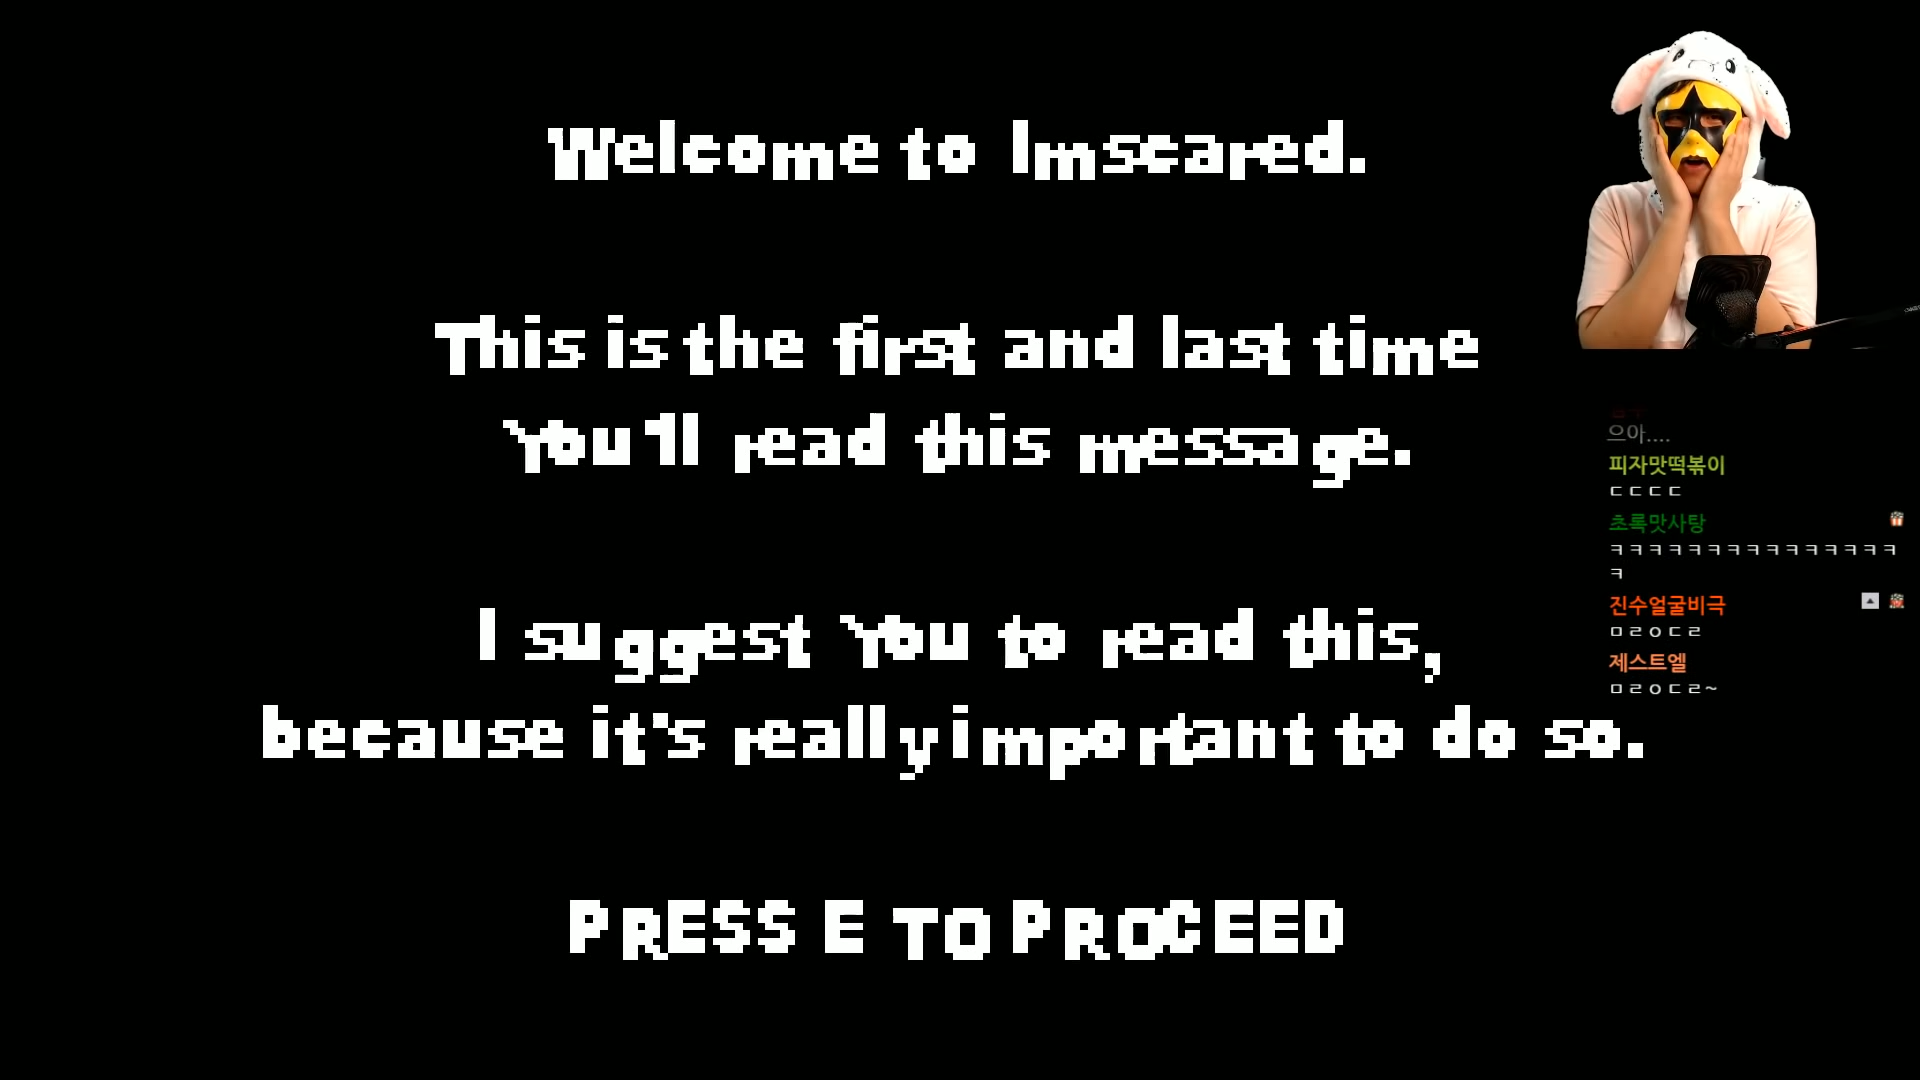 Welcome to Imscared.
This is the first and last time
You'll read this message.
I suggest You to read this,
because it's really important to do so.
PRESS E TO PROCEED
으아....
피자맛떡볶이
ㄷㄷㄷㄷ
초록맛사탕
ㅋㅋㅋㅋㅋㅋㅋㅋㅋㅋㅋㅋㅋㅋㅋ
ㅋ
진수얼굴비극
ㅁㄹㅇㄷㄹ
제스트엘
ㅁㄹㅇㄷㄹ~